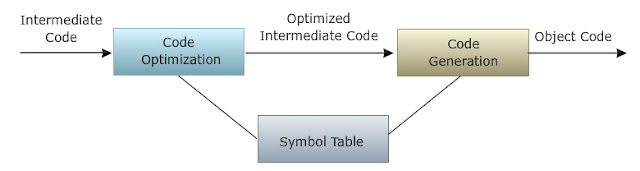 Intermediate
Code
Code
Optimization
Optimized
Intermediate Code
Code
Generation
Object Code
Symbol Table